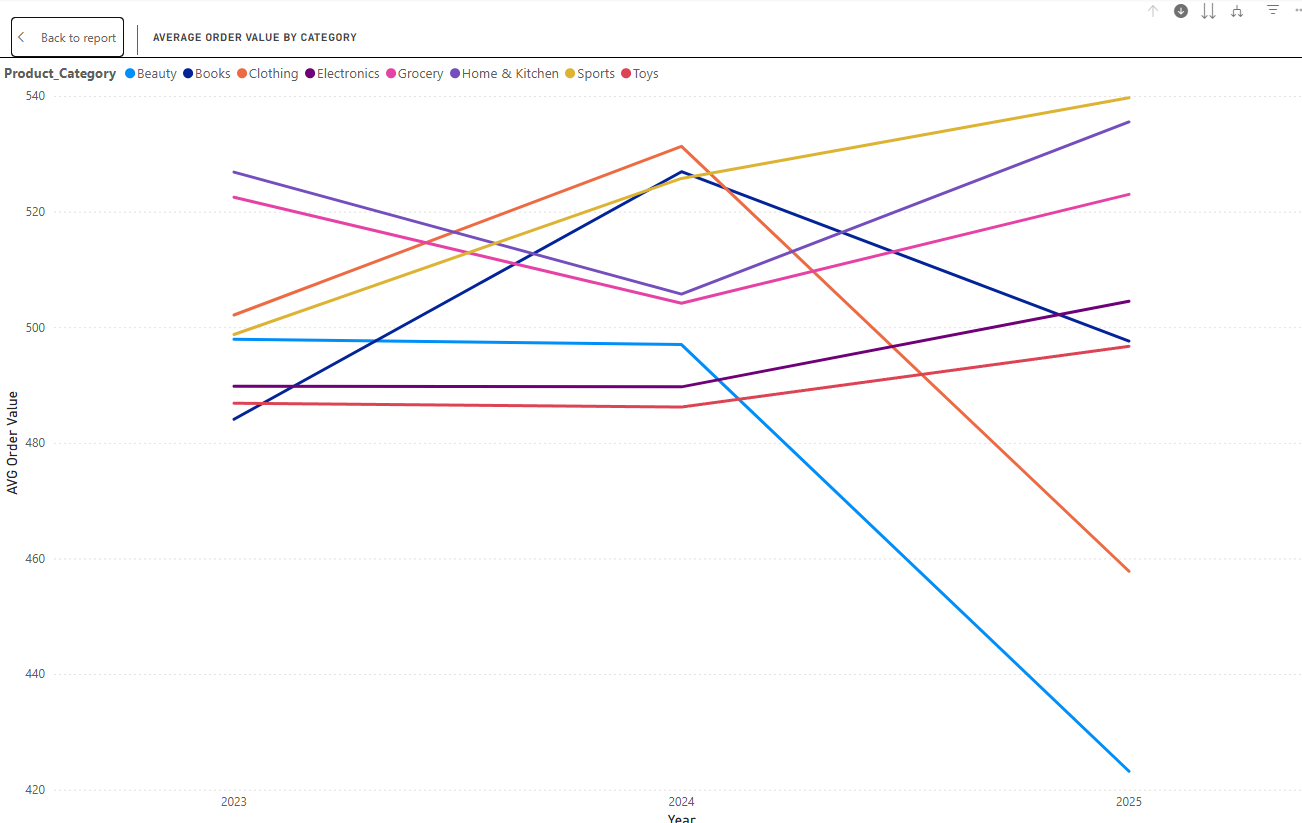 Back to report
AVERAGE ORDER VALUE BY CATEGORY
Product_Category Beauty Books Clothing Electronics Grocery Home & Kitchen Sports Toys
540
520
500
480
460
440
420
AVG Order Value
2023 2024 2025
Year